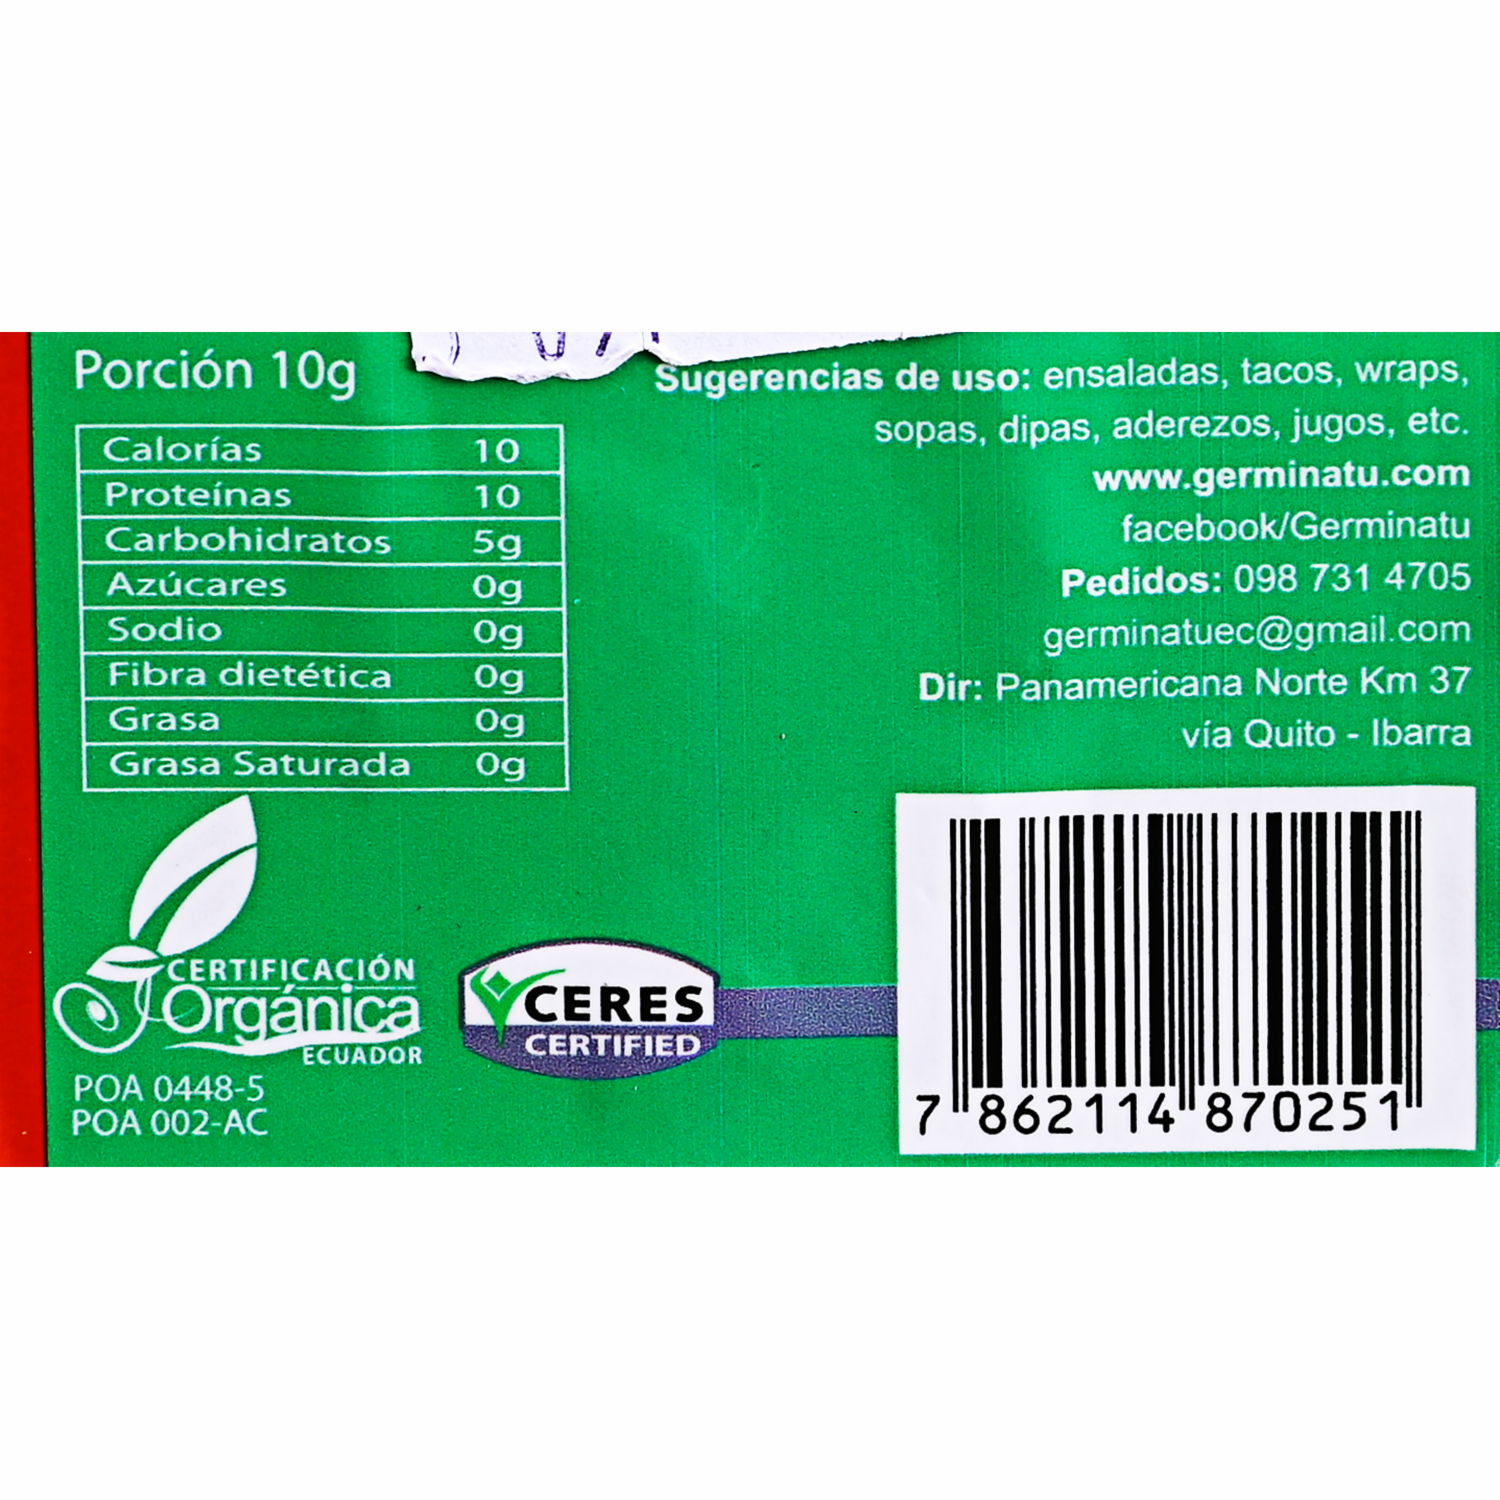 Porción 10g
Calorías 10
Proteínas 10
Carbohidratos 5g
Azúcares 0g
Sodio 0g
Fibra dietética 0g
Grasa 0g
Grasa Saturada 0g
Sugerencias de uso: ensaladas, tacos, wraps,
sopas, dipas, aderezos, jugos, etc.
www.germinatu.com
facebook/Germinatu
Pedidos: 098 731 4705
germinatuec@gmail.com
Dir: Panamericana Norte Km 37
vía Quito - Ibarra
CERTIFICACIÓN
Orgánica
ECUADOR
POA 0448-5
POA 002-AC
CERES
CERTIFIED
7 862114 870251